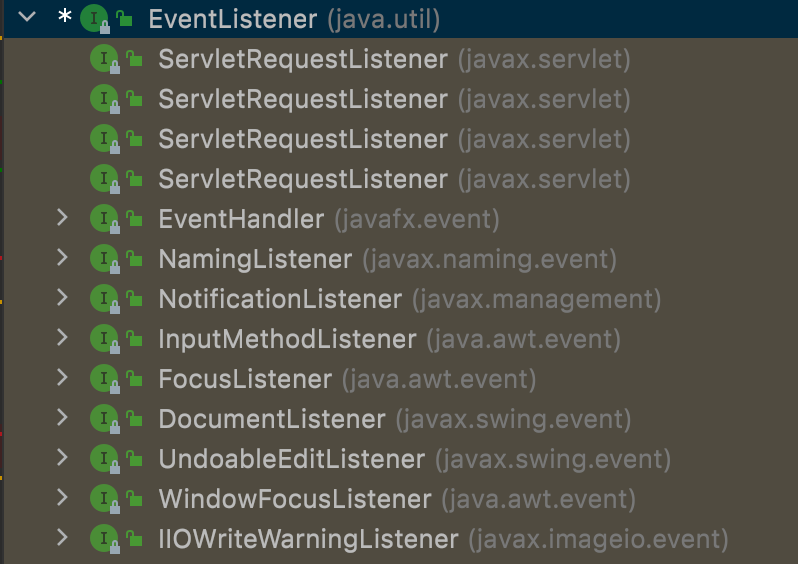 * I EventListener (java.util)
I ServletRequestListener (javax.servlet)
I ServletRequestListener (javax.servlet)
I ServletRequestListener (javax.servlet)
I ServletRequestListener (javax.servlet)
I EventHandler (javafx.event)
I NamingListener (javax.naming.event)
I NotificationListener (javax.management)
I InputMethodListener (java.awt.event)
I FocusListener (java.awt.event)
I DocumentListener (javax.swing.event)
I UndoableEditListener (javax.swing.event)
I WindowFocusListener (java.awt.event)
I IIOWriteWarningListener (javax.imageio.event)